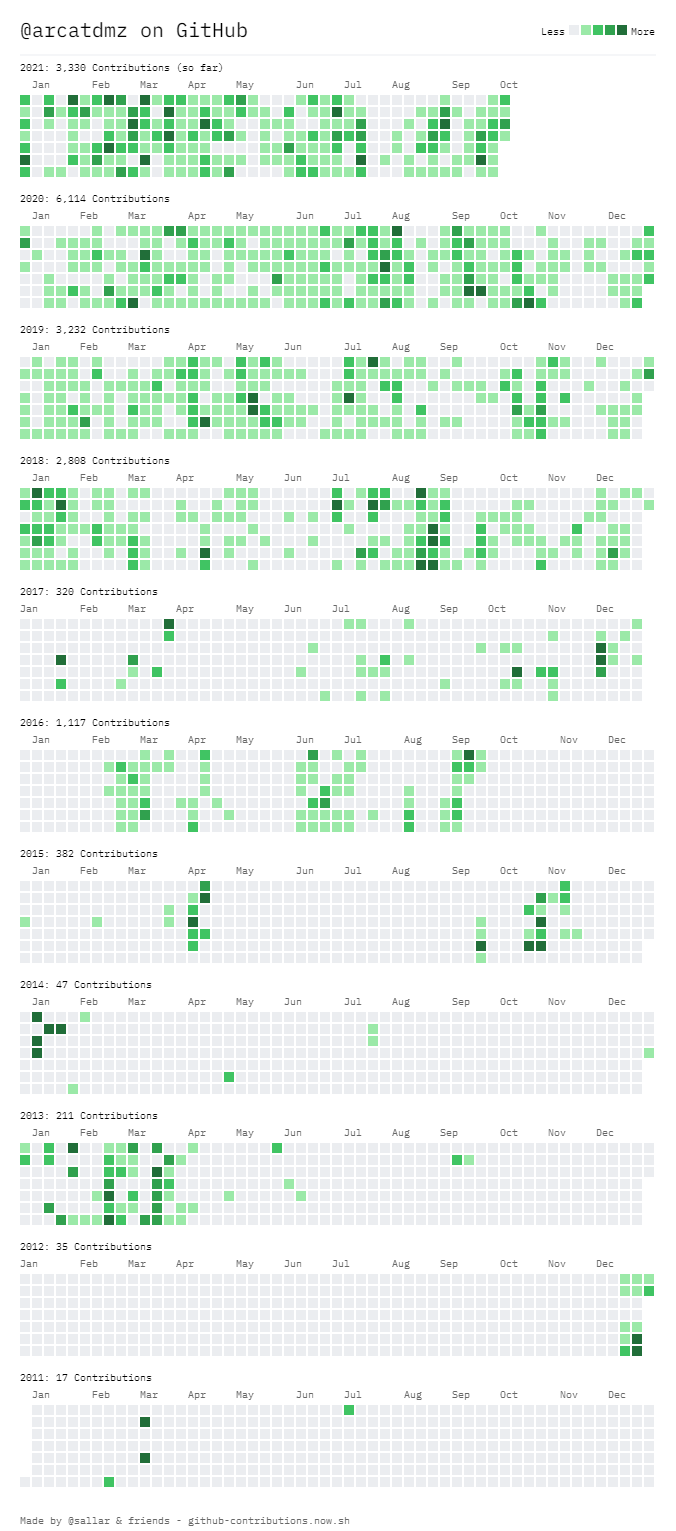 @arcatdmz on GitHub
Less More
2021: 3,330 Contributions (so far)
Jan Feb Mar Apr May Jun Jul Aug Sep Oct
2020: 6,114 Contributions
Jan Feb Mar Apr May Jun Jul Aug Sep Oct Nov Dec
2019: 3,232 Contributions
Jan Feb Mar Apr May Jun Jul Aug Sep Oct Nov Dec
2018: 2,808 Contributions
Jan Feb Mar Apr May Jun Jul Aug Sep Oct Nov Dec
2017: 320 Contributions
Jan Feb Mar Apr May Jun Jul Aug Sep Oct Nov Dec
2016: 1,117 Contributions
Jan Feb Mar Apr May Jun Jul Aug Sep Oct Nov Dec
2015: 382 Contributions
Jan Feb Mar Apr May Jun Jul Aug Sep Oct Nov Dec
2014: 47 Contributions
Jan Feb Mar Apr May Jun Jul Aug Sep Oct Nov Dec
2013: 211 Contributions
Jan Feb Mar Apr May Jun Jul Aug Sep Oct Nov Dec
2012: 35 Contributions
Jan Feb Mar Apr May Jun Jul Aug Sep Oct Nov Dec
2011: 17 Contributions
Jan Feb Mar Apr May Jun Jul Aug Sep Oct Nov Dec
Made by @sallar & friends - github-contributions.now.sh